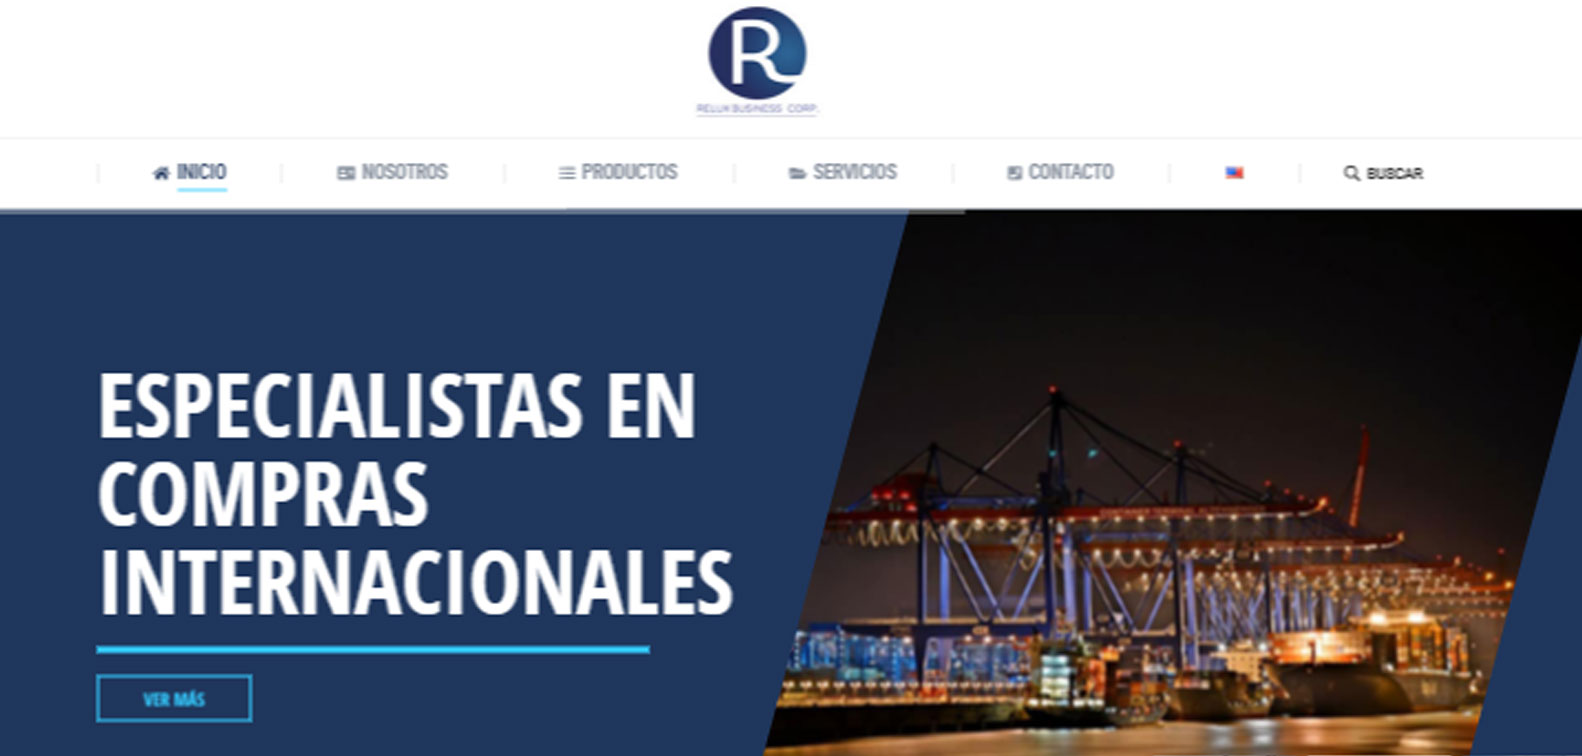 R
RELUX BUSINESS CORP.
INICIO
NOSOTROS
PRODUCTOS
SERVICIOS
CONTACTO
BUSCAR
ESPECIALISTAS EN
COMPRAS
INTERNACIONALES
VER MÁS